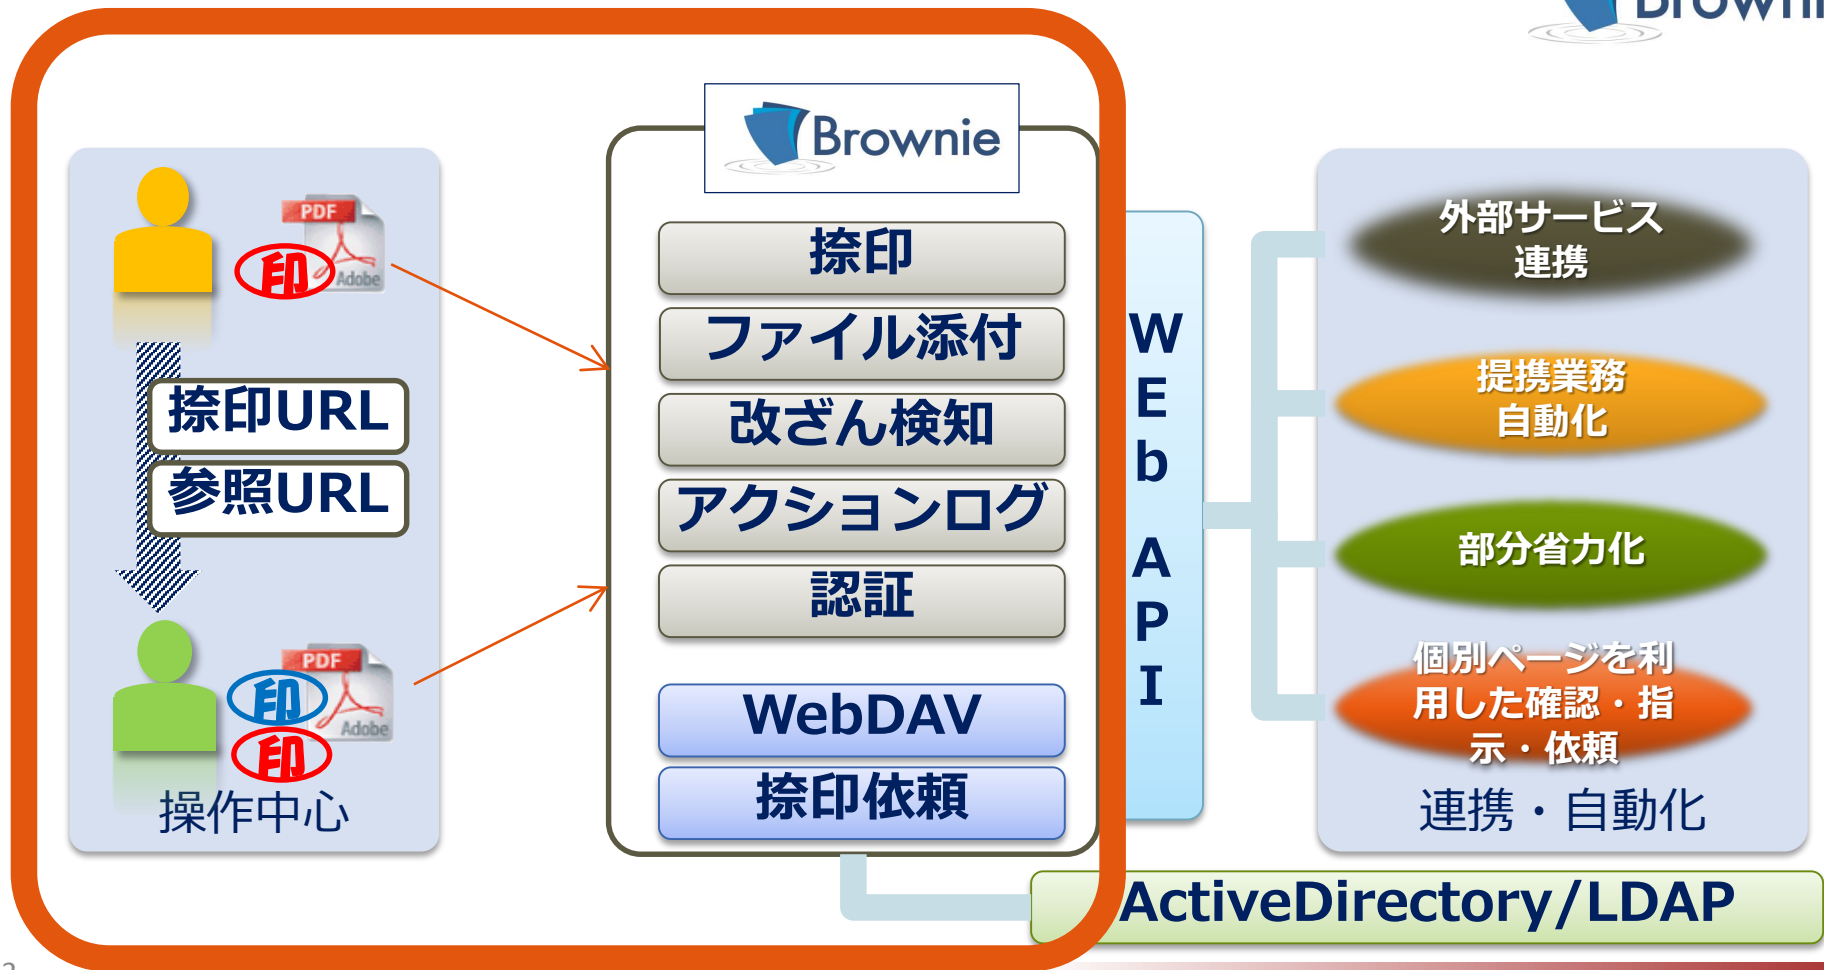 Brownie
PDF
印
Adobe
捺印URL
参照URL
PDF
印
Adobe
印
操作中心
Brownie
捺印
ファイル添付
改ざん検知
アクションログ
認証
WebDAV
捺印依頼
WEb API
外部サービス
連携
提携業務
自動化
部分省力化
個別ページを利
用した確認・指
示・依頼
連携・自動化
ActiveDirectory/LDAP